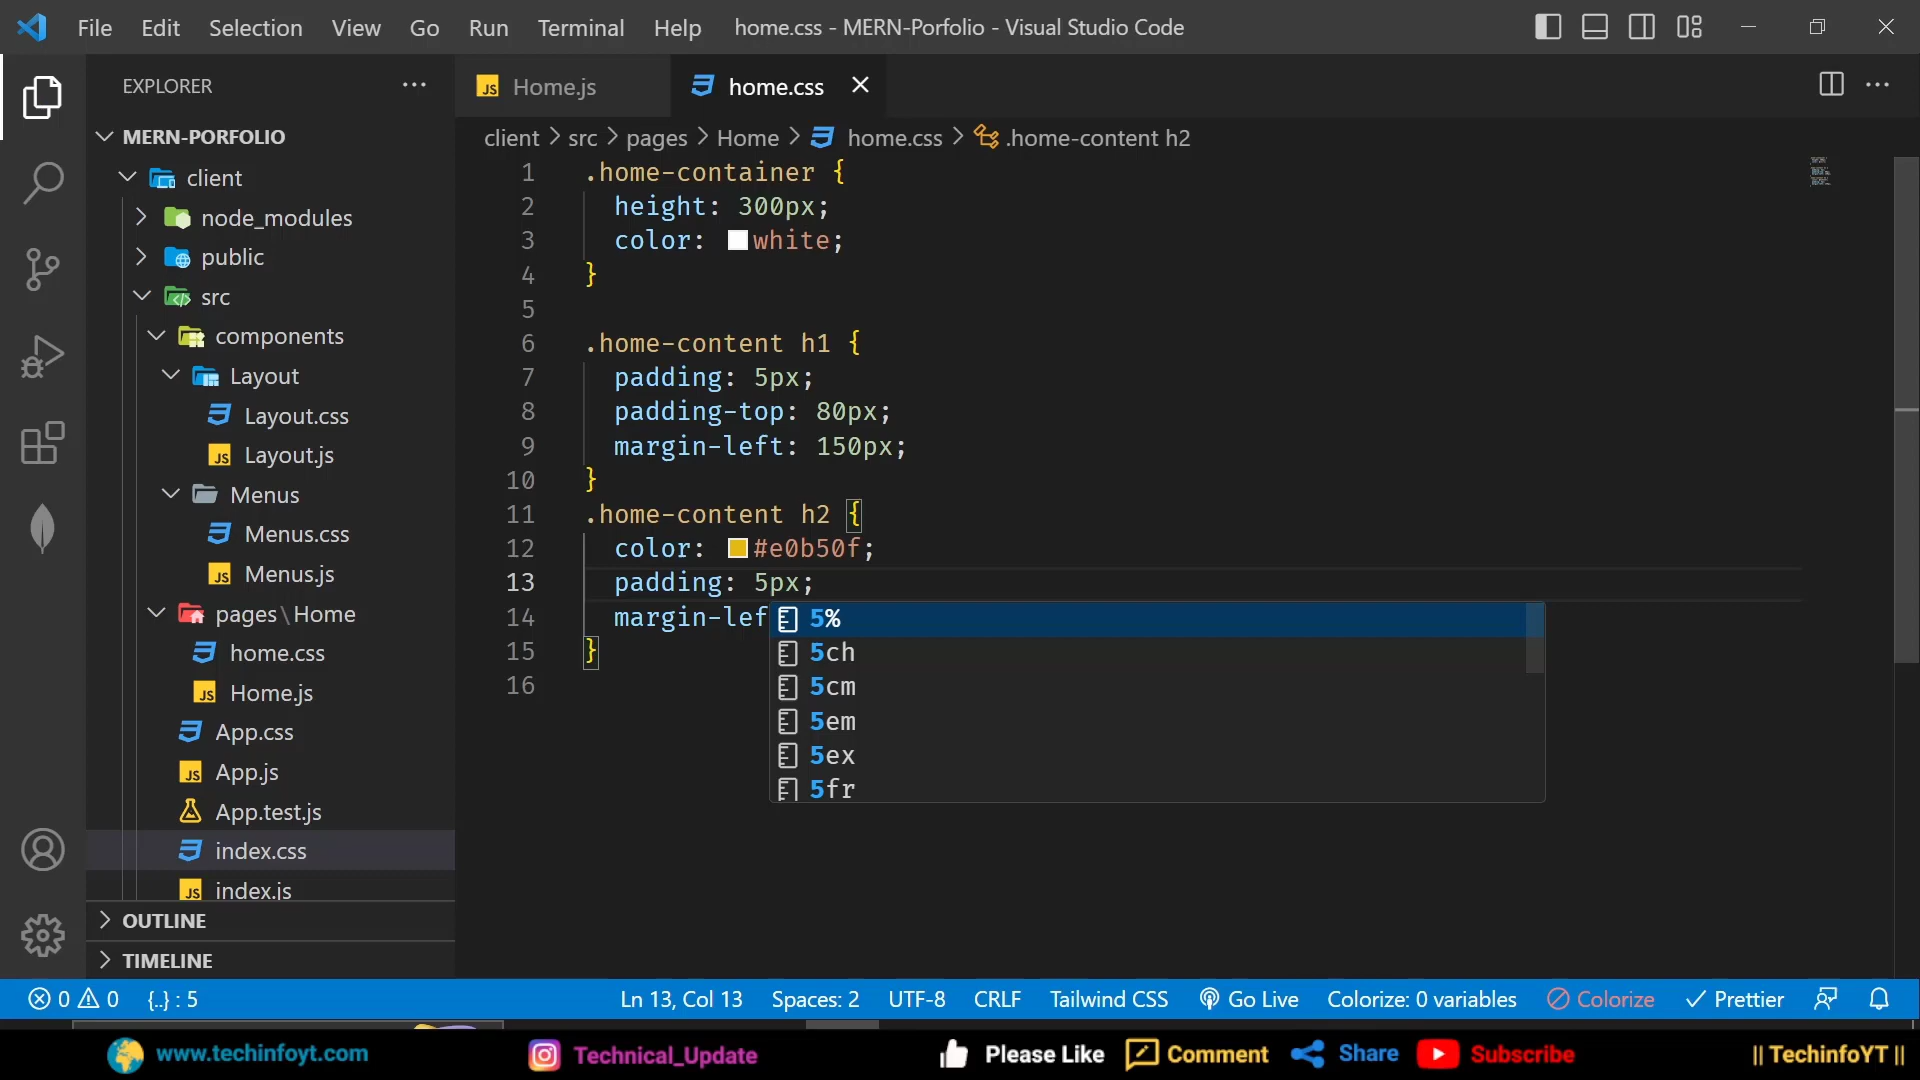 File Edit Selection View Go Run Terminal Help home.css - MERN-Porfolio - Visual Studio Code
EXPLORER
MERN-PORFOLIO
client
node_modules
public
src
components
Layout
Layout.css
Layout.js
Menus
Menus.css
Menus.js
pages\Home
home.css
Home.js
App.css
App.js
App.test.js
index.css
index.js
OUTLINE
TIMELINE
Home.js home.css
client > src > pages > Home > home.css > .home-content h2
1 .home-container {
2 height: 300px;
3 color: white;
4 }
5
6 .home-content h1 {
7 padding: 5px;
8 padding-top: 80px;
9 margin-left: 150px;
10 }
11 .home-content h2 {
12 color: #e0b50f;
13 padding: 5px;
14 margin-lef
15 }
16
5%
5ch
5cm
5em
5ex
5fr
0 0 {..} : 5 Ln 13, Col 13 Spaces: 2 UTF-8 CRLF Tailwind CSS Go Live Colorize: 0 variables Colorize Prettier
www.techinfoyt.com Technical_Update Please Like Comment Share Subscribe || TechinfoYT ||